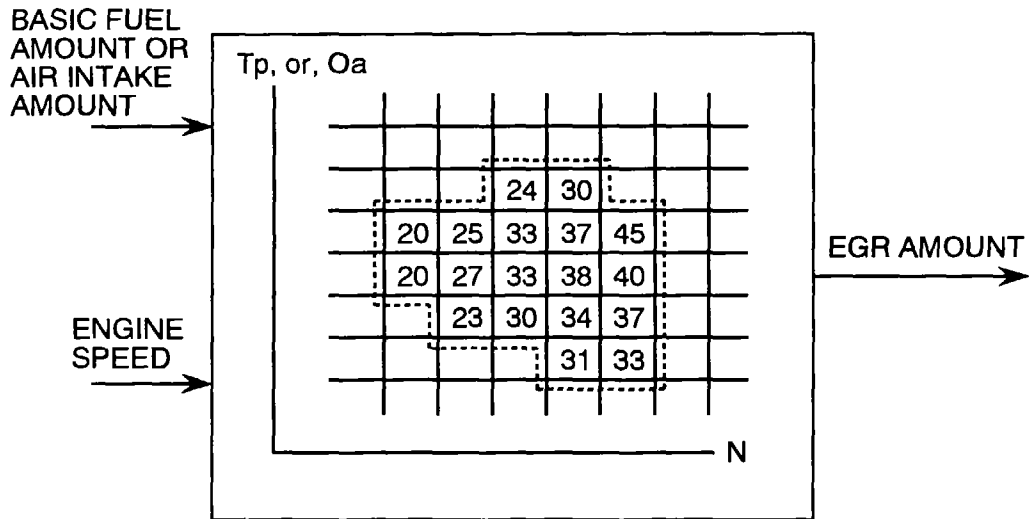 BASIC FUEL
AMOUNT OR
AIR INTAKE
AMOUNT
Tp, or, Oa
24 30
20 25 33 37 45
20 27 33 38 40
23 30 34 37
31 33
EGR AMOUNT
ENGINE
SPEED
N